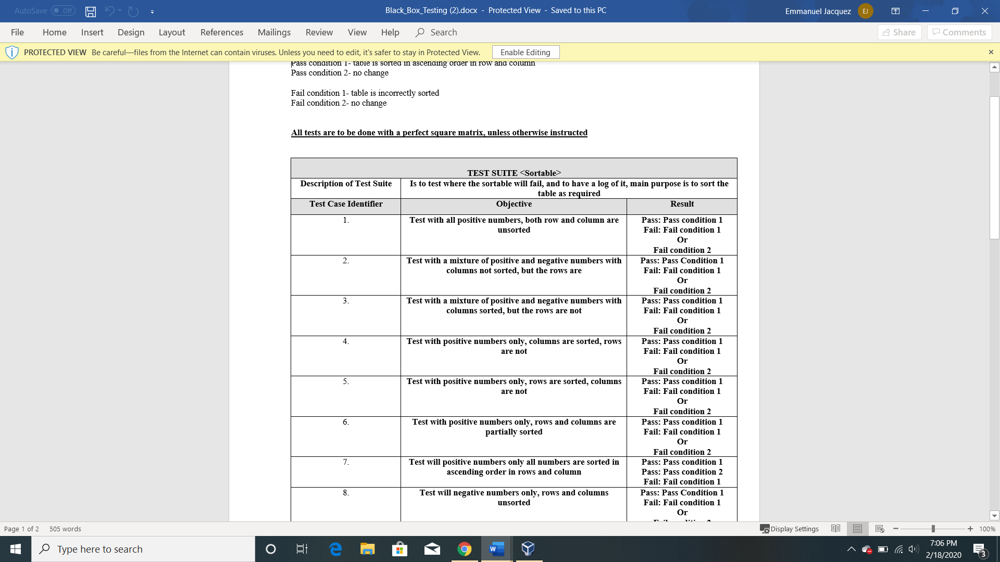 AutoSave Off
Black_Box_Testing (2).docx - Protected View - Saved to this PC
Emmanuel Jacquez EJ
File Home Insert Design Layout References Mailings Review View Help Search
Share Comments
PROTECTED VIEW Be careful—files from the Internet can contain viruses. Unless you need to edit, it's safer to stay in Protected View. Enable Editing
Pass condition 1- table is sorted in ascending order in row and column
Pass condition 2- no change
Fail condition 1- table is incorrectly sorted
Fail condition 2- no change
All tests are to be done with a perfect square matrix, unless otherwise instructed
TEST SUITE <Sortable>
Description of Test Suite
Is to test where the sortable will fail, and to have a log of it, main purpose is to sort the
table as required
Test Case Identifier Objective Result
1.
Test with all positive numbers, both row and column are
unsorted
Pass: Pass condition 1
Fail: Fail condition 1
Or
Fail condition 2
2.
Test with a mixture of positive and negative numbers with
columns not sorted, but the rows are
Pass: Pass Condition 1
Fail: Fail condition 1
Or
Fail condition 2
3.
Test with a mixture of positive and negative numbers with
columns sorted, but the rows are not
Pass: Pass condition 1
Fail: Fail condition 1
Or
Fail condition 2
4.
Test with positive numbers only, columns are sorted, rows
are not
Pass: Pass condition 1
Fail: Fail condition 1
Or
Fail condition 2
5.
Test with positive numbers only, rows are sorted, columns
are not
Pass: Pass condition 1
Fail: Fail condition 1
Or
Fail condition 2
6.
Test with positive numbers only, rows and columns are
partially sorted
Pass: Pass condition 1
Fail: Fail condition 1
Or
Fail condition 2
7.
Test will positive numbers only all numbers are sorted in
ascending order in rows and column
Pass: Pass condition 1
Pass: Pass condition 2
Fail: Fail condition 1
8.
Test will negative numbers only, rows and columns
unsorted
Pass: Pass Condition 1
Fail: Fail condition 1
Or
Page 1 of 2 505 words
Display Settings
100%
Type here to search
7:06 PM
2/18/2020
3